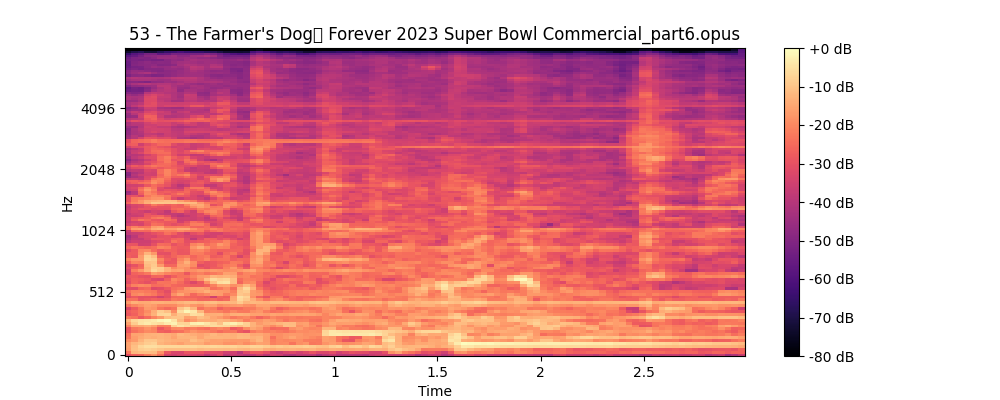 53 - The Farmer's Dog▯ Forever 2023 Super Bowl Commercial_part6.opus
+0 dB
-10 dB
-20 dB
-30 dB
-40 dB
-50 dB
-60 dB
-70 dB
-80 dB
Hz
4096
2048
1024
512
0
0
0.5
1
1.5
2
2.5
Time